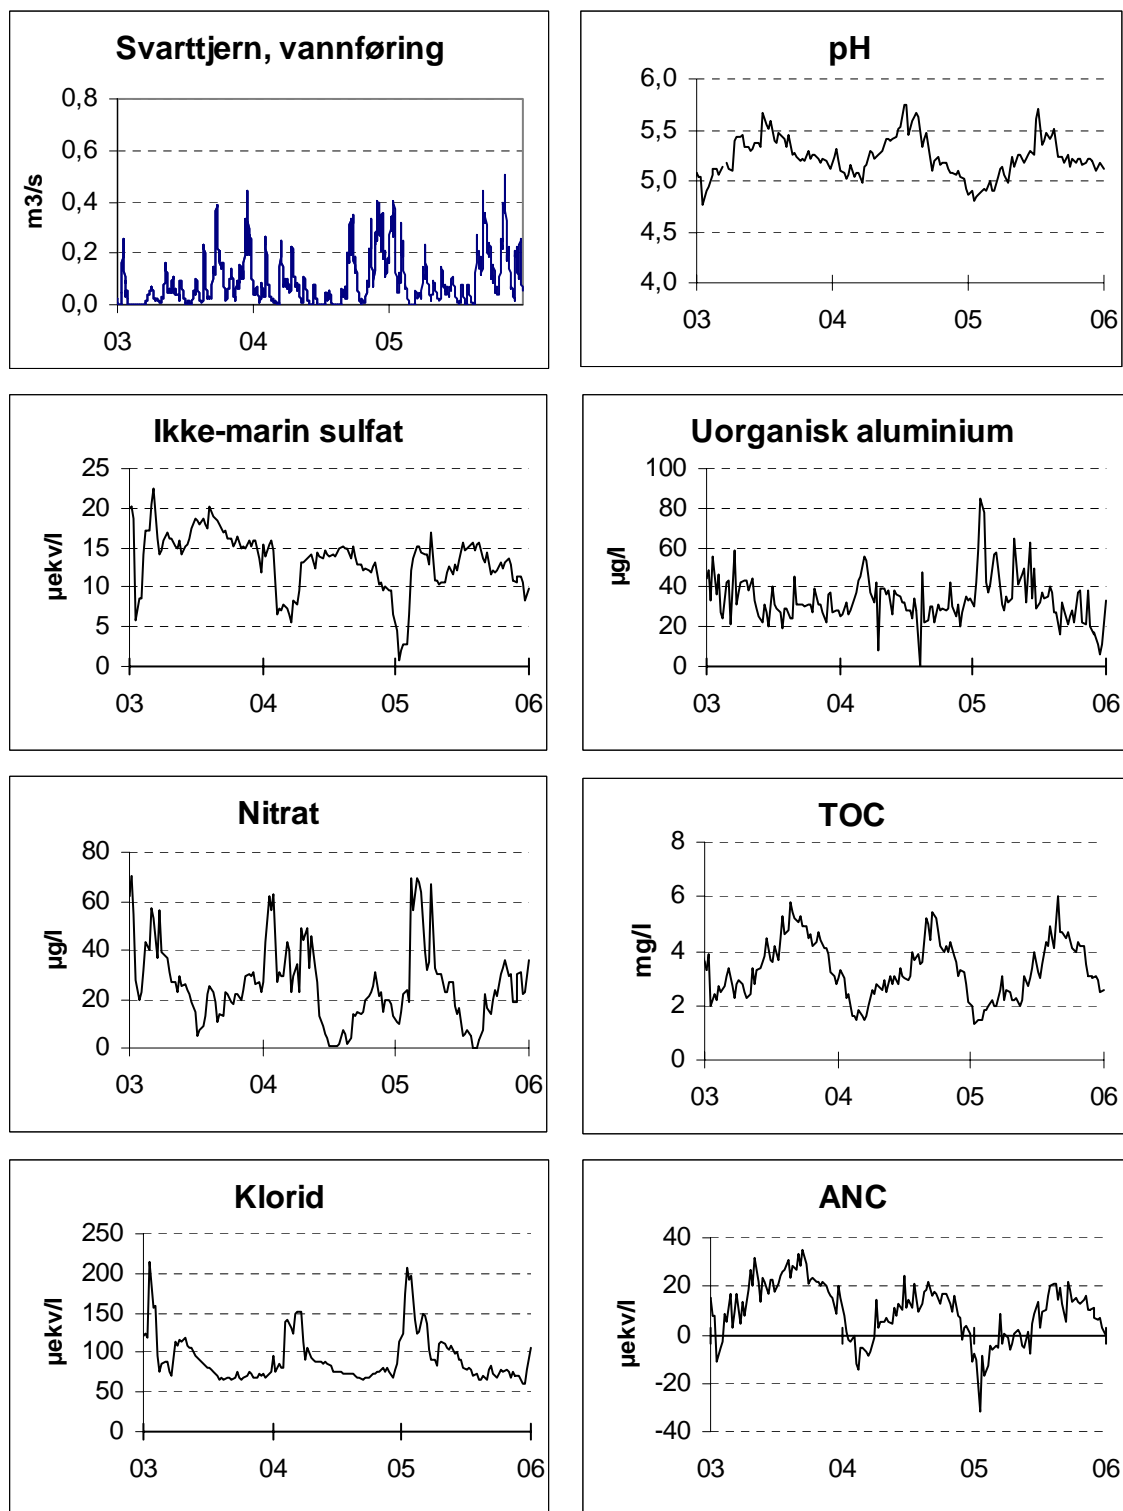 Svarttjern, vannføring
m3/s
0,8
0,6
0,4
0,2
0,0
03 04 05
pH
6,0
5,5
5,0
4,5
4,0
03 04 05 06
Ikke-marin sulfat
µekv/l
25
20
15
10
5
0
03 04 05 06
Uorganisk aluminium
µg/l
100
80
60
40
20
0
03 04 05 06
Nitrat
µg/l
80
60
40
20
0
03 04 05 06
TOC
mg/l
8
6
4
2
0
03 04 05 06
Klorid
µekv/l
250
200
150
100
50
0
03 04 05 06
ANC
µekv/l
40
20
0
-20
-40
03 04 05 06